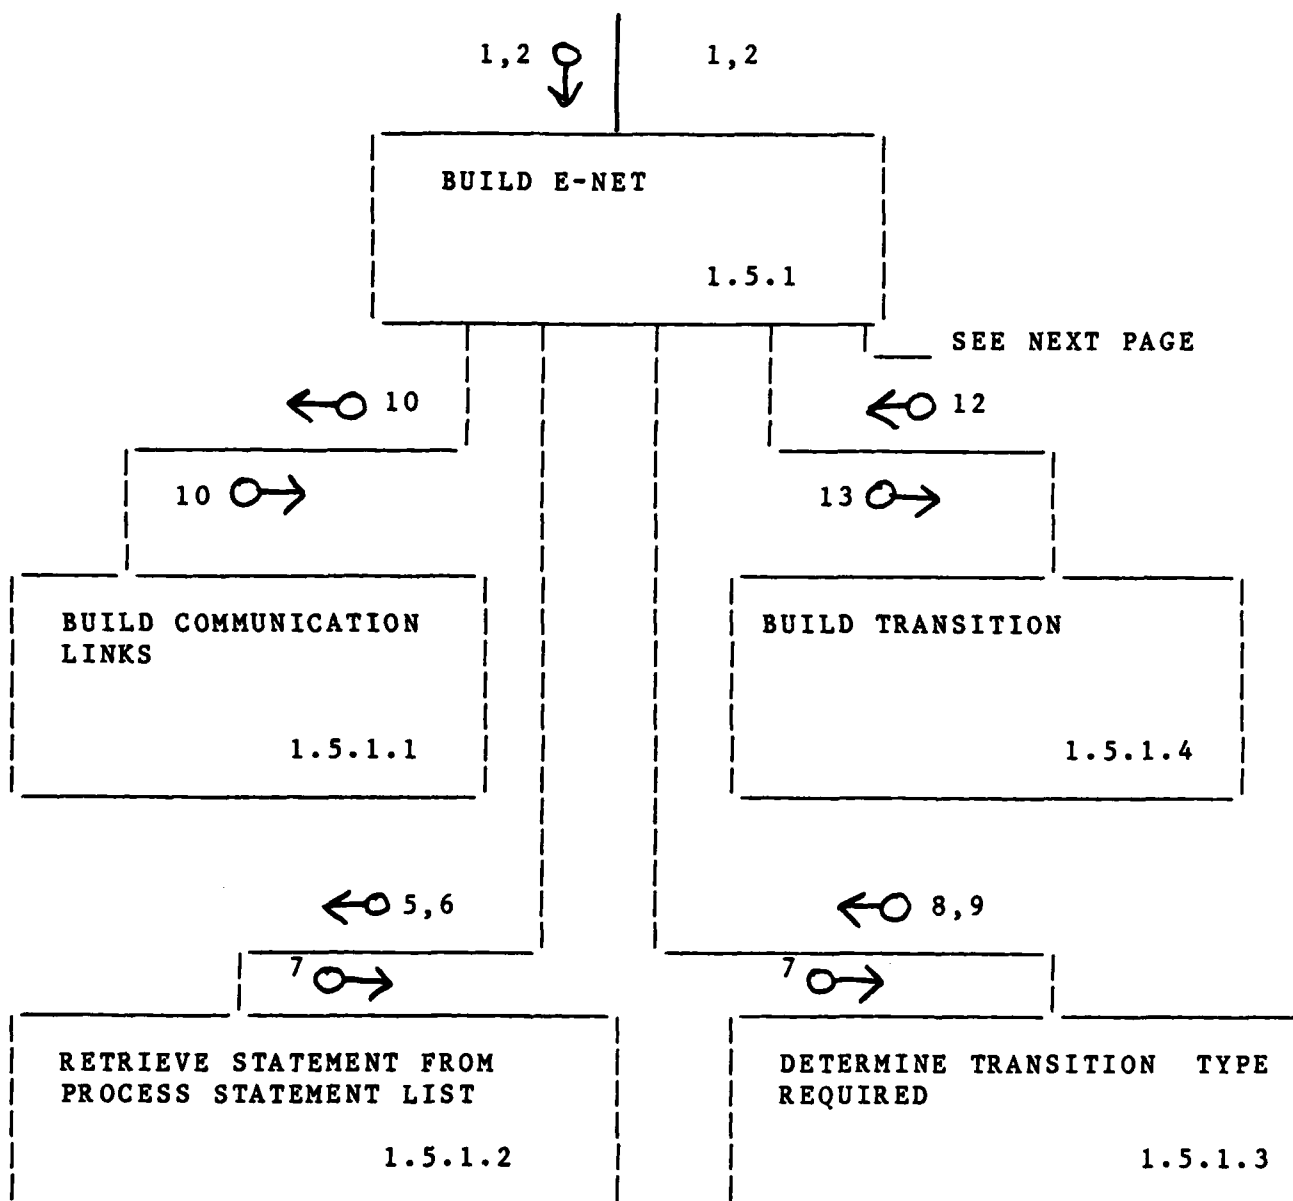 1,2 1,2
BUILD E-NET
1.5.1
SEE NEXT PAGE
10 12
10 13
BUILD COMMUNICATION
LINKS
1.5.1.1
BUILD TRANSITION
1.5.1.4
5,6 8,9
7 7
RETRIEVE STATEMENT FROM
PROCESS STATEMENT LIST
1.5.1.2
DETERMINE TRANSITION TYPE
REQUIRED
1.5.1.3